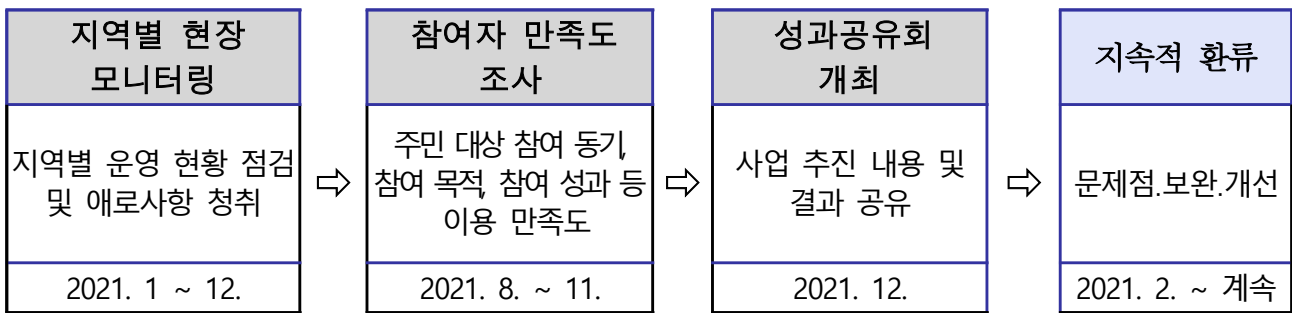 지역별 현장
모니터링
지역별 운영 현황 점검
및 애로사항 청취
2021. 1 ~ 12.
⇨
참여자 만족도
조사
주민 대상 참여 동기,
참여 목적, 참여 성과 등
이용 만족도
2021. 8. ~ 11.
⇨
성과공유회
개최
사업 추진 내용 및
결과 공유
2021. 12.
⇨
지속적 환류
문제점.보완.개선
2021. 2. ~ 계속